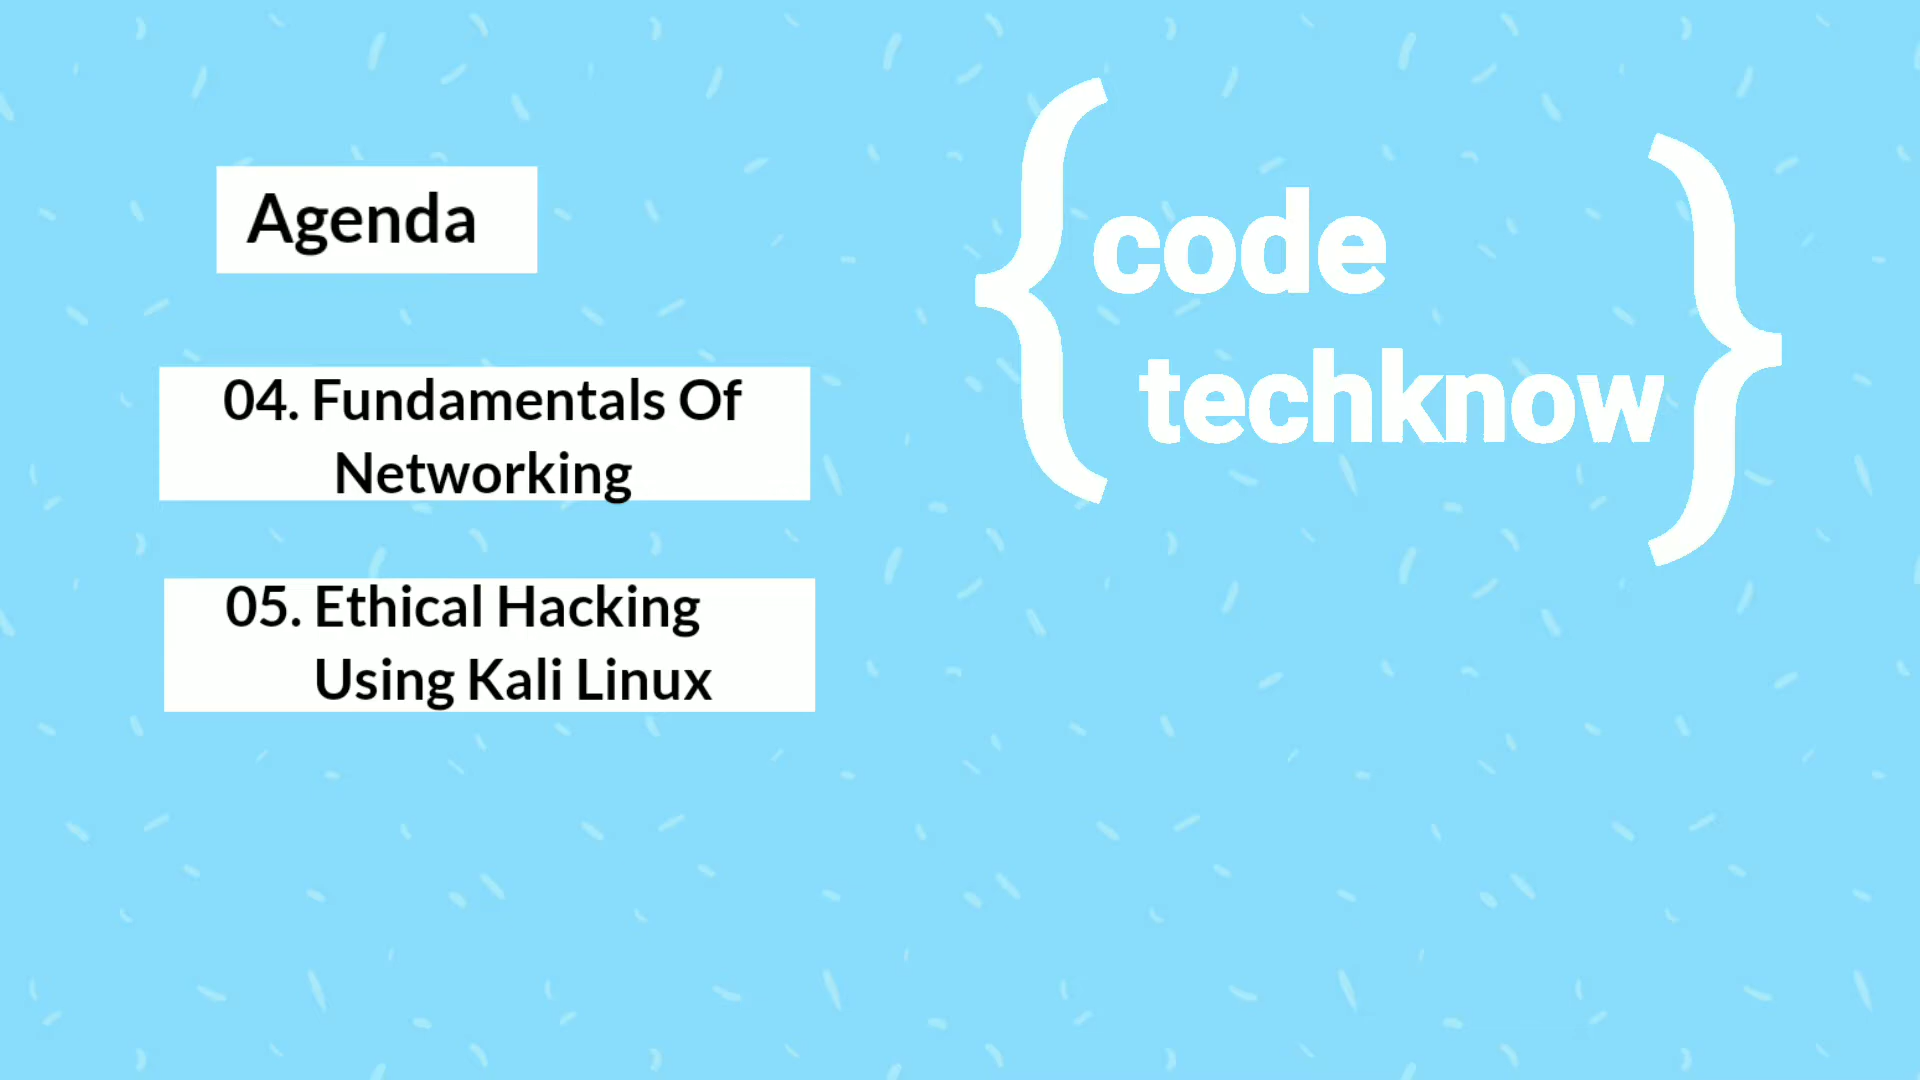 Agenda
04. Fundamentals Of
Networking
05. Ethical Hacking
Using Kali Linux
{ code
techknow }